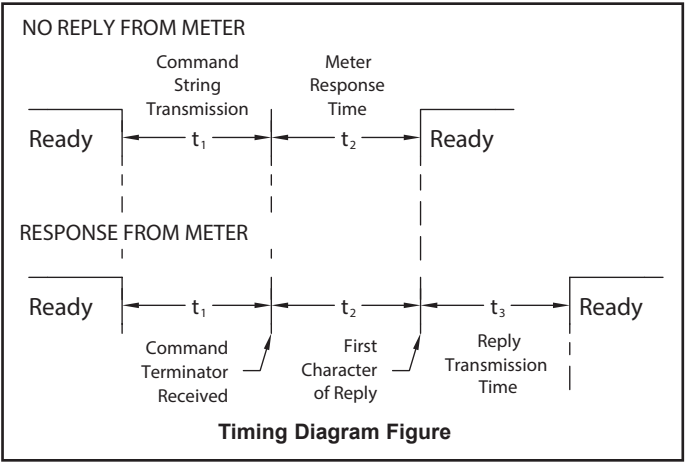 NO REPLY FROM METER
Command
String
Transmission
Meter
Response
Time
Ready
t₁
t₂
Ready
RESPONSE FROM METER
Ready
t₁
t₂
t₃
Ready
Command
Terminator
Received
First
Character
of Reply
Reply
Transmission
Time
Timing Diagram Figure